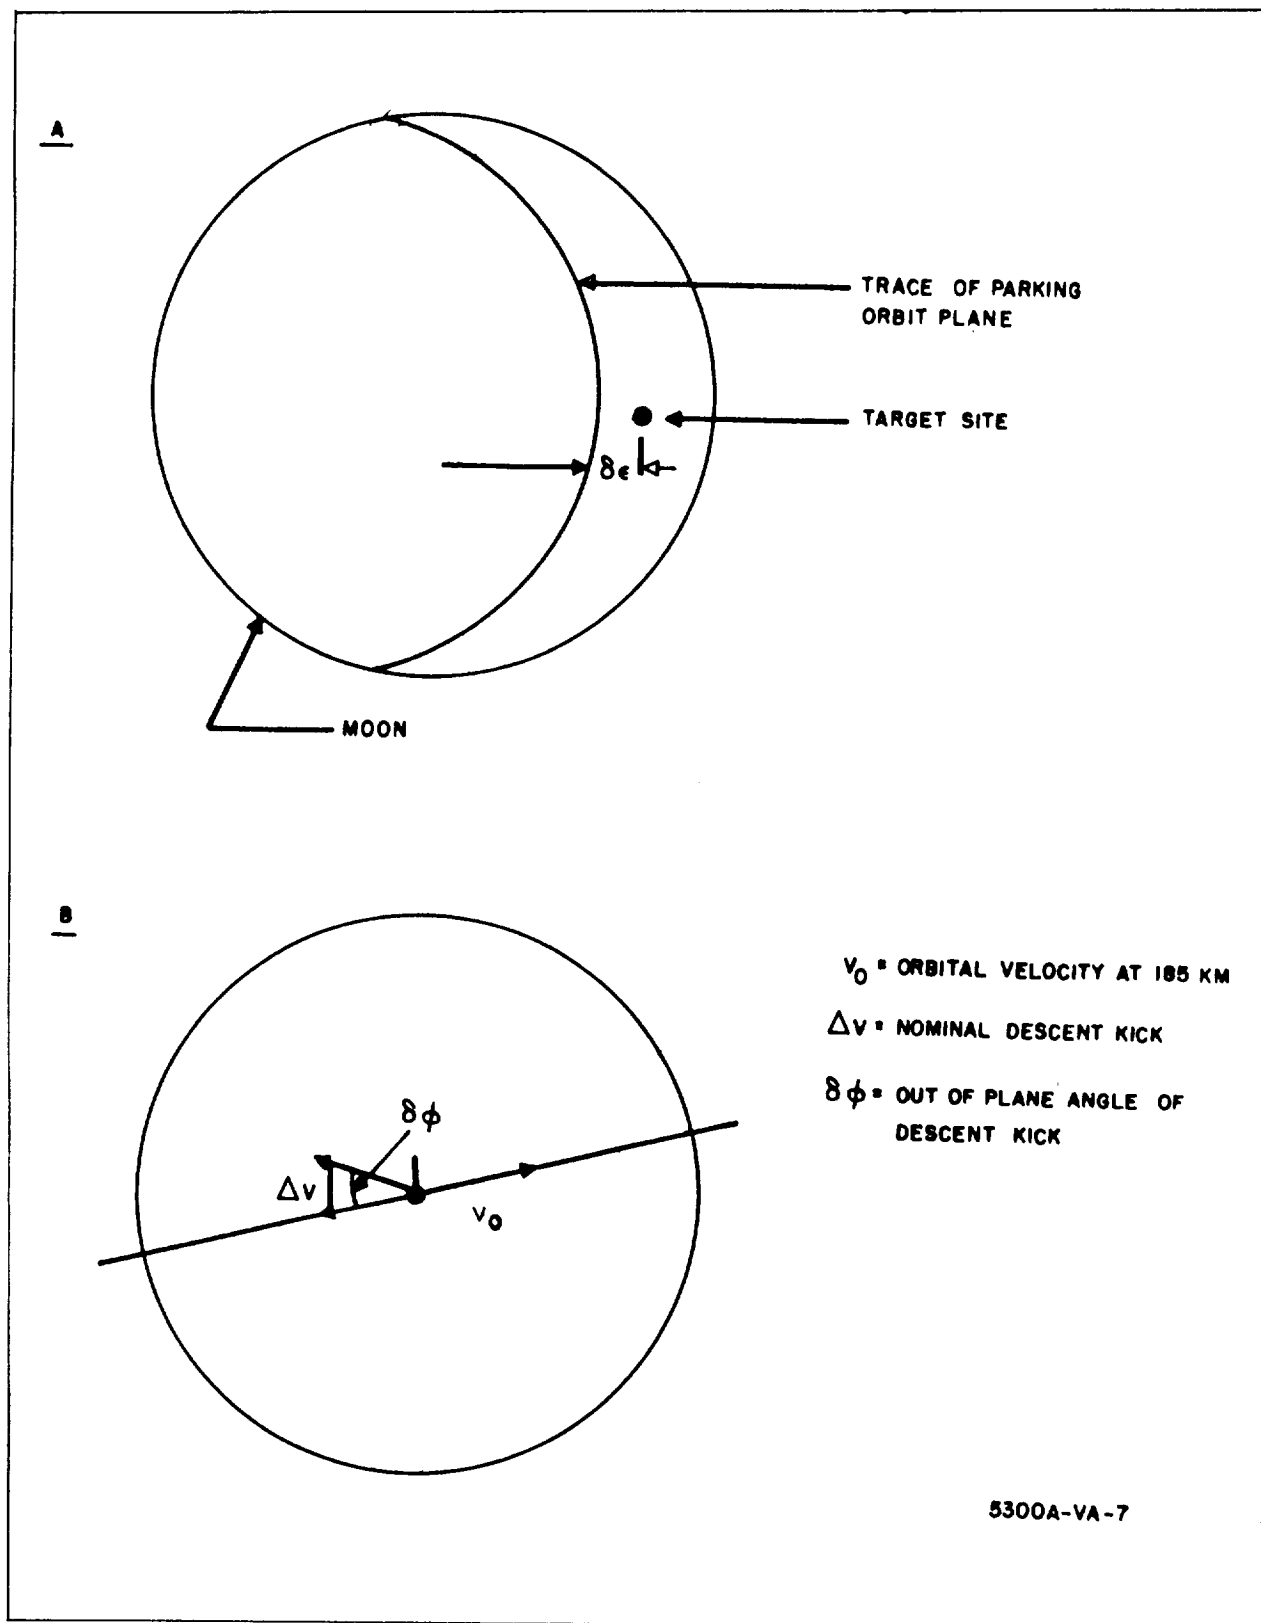 A
TRACE OF PARKING
ORBIT PLANE
TARGET SITE
δϵ
MOON
B
V₀ = ORBITAL VELOCITY AT 185 KM
ΔV = NOMINAL DESCENT KICK
δϕ = OUT OF PLANE ANGLE OF
DESCENT KICK
δϕ
ΔV
V₀
5300A-VA-7